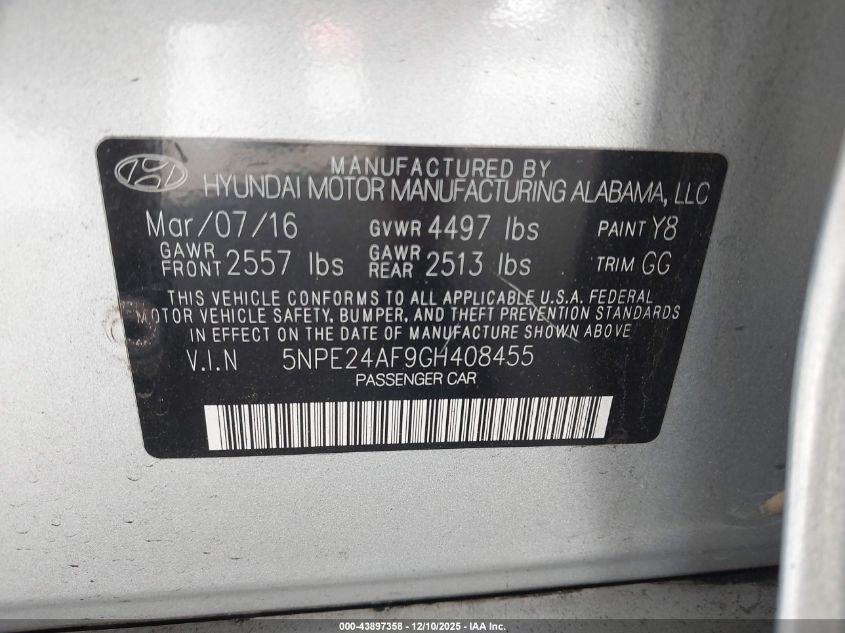 MANUFACTURED BY
HYUNDAI MOTOR MANUFACTURING ALABAMA, LLC
Mar/07/16 GVWR 4497 lbs PAINT Y8
GAWR FRONT 2557 lbs GAWR REAR 2513 lbs TRIM GG
THIS VEHICLE CONFORMS TO ALL APPLICABLE U.S.A. FEDERAL
MOTOR VEHICLE SAFETY, BUMPER, AND THEFT PREVENTION STANDARDS
IN EFFECT ON THE DATE OF MANUFACTURE SHOWN ABOVE.
V.I.N 5NPE24AF9GH408455
PASSENGER CAR
000-43897358 - 12/10/2025 - IAA Inc.